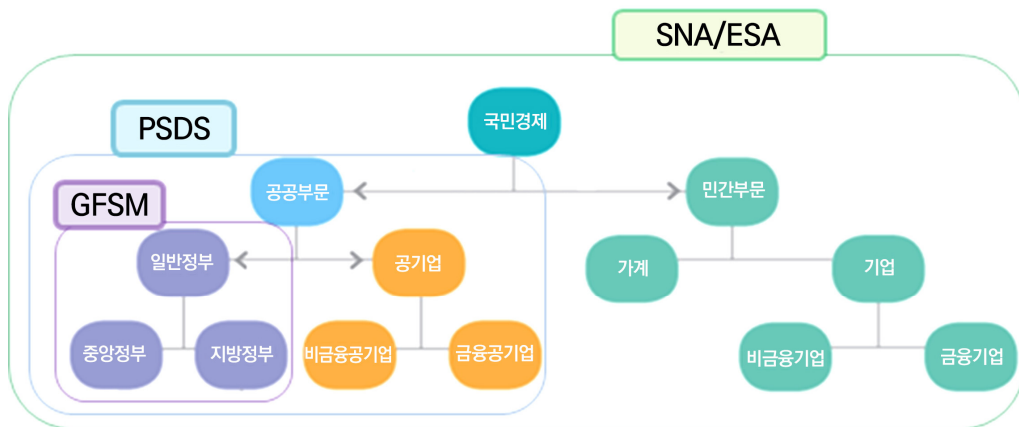 SNA/ESA
PSDS
국민경제
GFSM
공공부문
민간부문
일반정부
공기업
가계
기업
중앙정부
지방정부
비금융공기업
금융공기업
비금융기업
금융기업